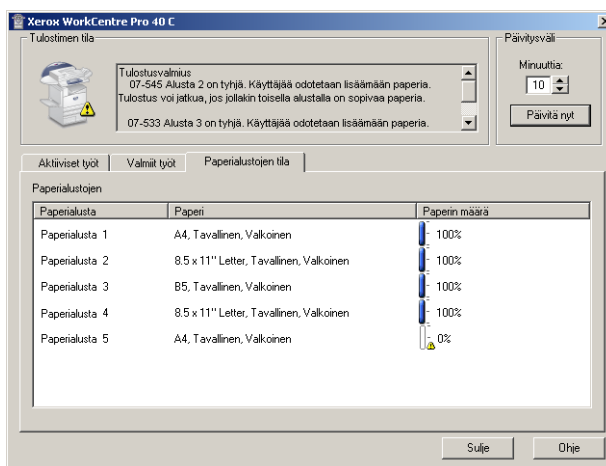 Xerox WorkCentre Pro 40 C
Tulostimen tila
Tulostusvalmius
07-545 Alusta 2 on tyhjä. Käyttäjää odotetaan lisäämään paperia.
Tulostus voi jatkua, jos jollakin toisella alustalla on sopivaa paperia.
07-533 Alusta 3 on tyhjä. Käyttäjää odotetaan lisäämään paperia.
Päivitysväli
Minuuttia:
10
Päivitä nyt
Aktiiviset työt Valmiit työt Paperialustojen tila
Paperialustojen
Paperialusta Paperi Paperin määrä
Paperialusta 1 A4, Tavallinen, Valkoinen 100%
Paperialusta 2 8.5 x 11" Letter, Tavallinen, Valkoinen 100%
Paperialusta 3 B5, Tavallinen, Valkoinen 100%
Paperialusta 4 8.5 x 11" Letter, Tavallinen, Valkoinen 100%
Paperialusta 5 A4, Tavallinen, Valkoinen 0%
Sulje Ohje